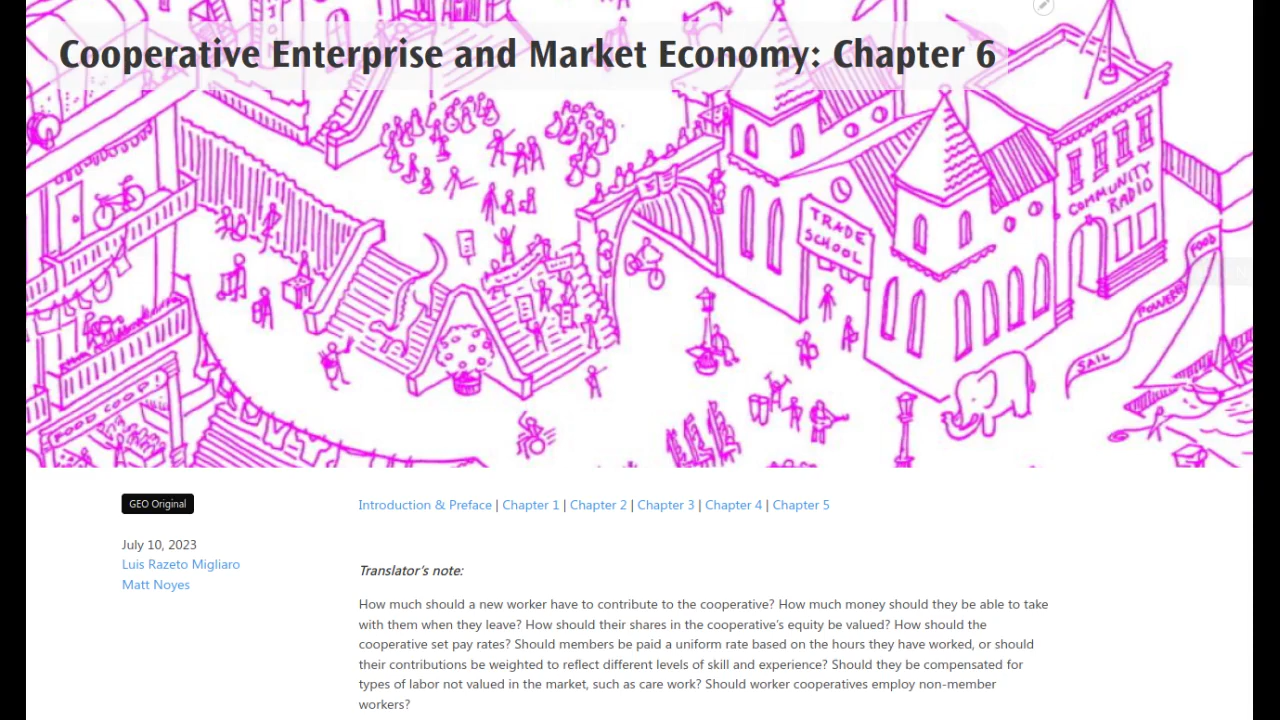 Cooperative Enterprise and Market Economy: Chapter 6
TRADE
SCHOOL
COMMUNITY
RADIO
FOOD
POWERED
SAIL
FOOD COOP!
GEO Original
July 10, 2023
Luis Razeto Migliaro
Matt Noyes
Introduction & Preface | Chapter 1 | Chapter 2 | Chapter 3 | Chapter 4 | Chapter 5
Translator’s note:
How much should a new worker have to contribute to the cooperative? How much money should they be able to take
with them when they leave? How should their shares in the cooperative’s equity be valued? How should the
cooperative set pay rates? Should members be paid a uniform rate based on the hours they have worked, or should
their contributions be weighted to reflect different levels of skill and experience? Should they be compensated for
types of labor not valued in the market, such as care work? Should worker cooperatives employ non-member
workers?